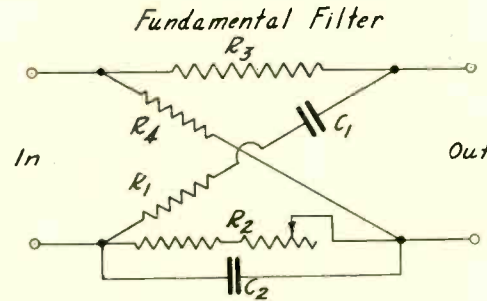 Fundamental Filter
R3
R4
C1
In
Out
R1
R2
C2